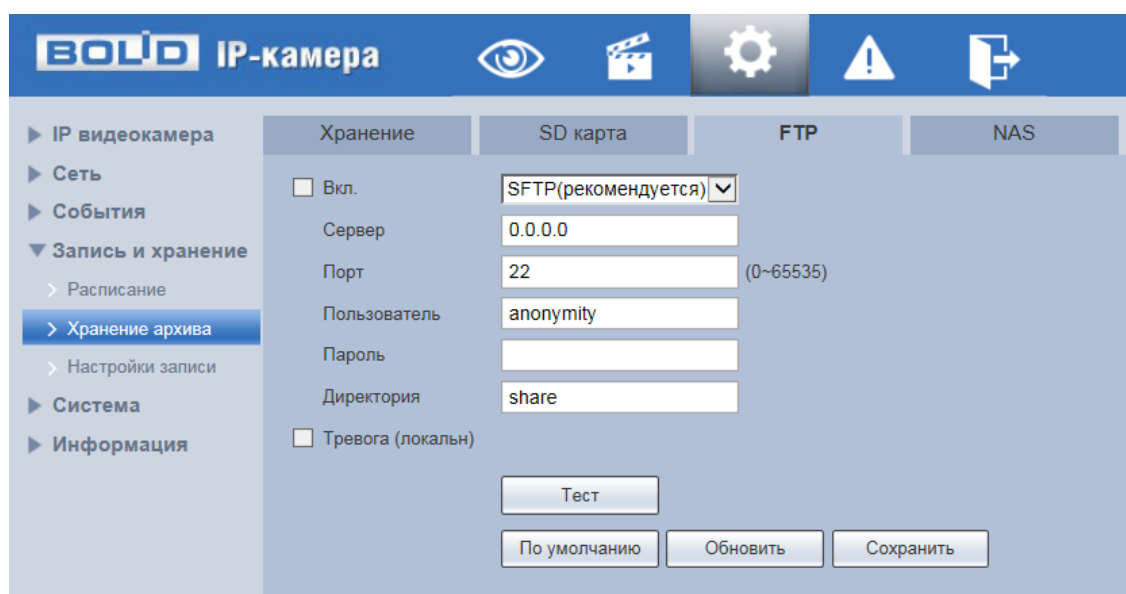 BOLID IP-камера
IP видеокамера
Сеть
События
Запись и хранение
Расписание
Хранение архива
Настройки записи
Система
Информация
Хранение SD карта FTP NAS
Вкл. SFTP(рекомендуется)
Сервер 0.0.0.0
Порт 22 (0~65535)
Пользователь anonymity
Пароль
Директория share
Тревога (локальн)
Тест
По умолчанию Обновить Сохранить